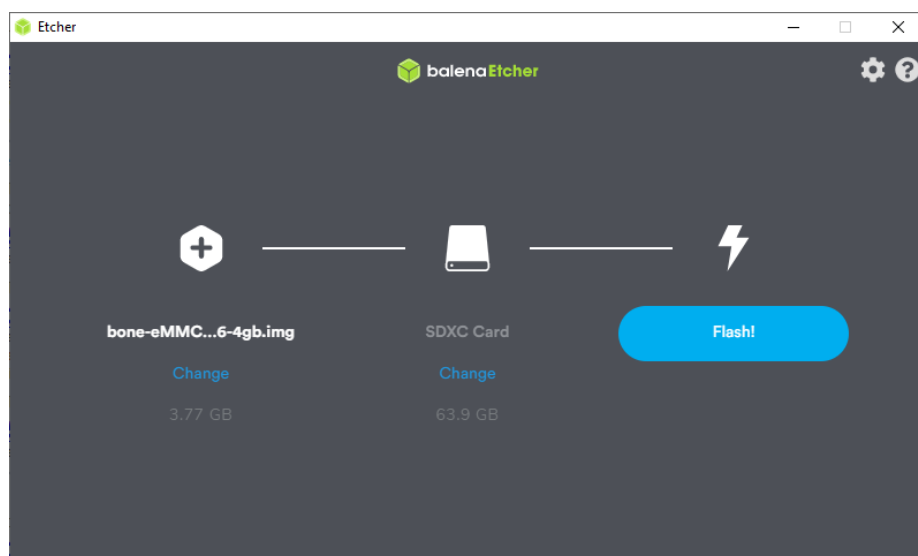 Etcher
balenaEtcher
bone-eMMC...6-4gb.img
SDXC Card
Flash!
Change
Change
3.77 GB
63.9 GB